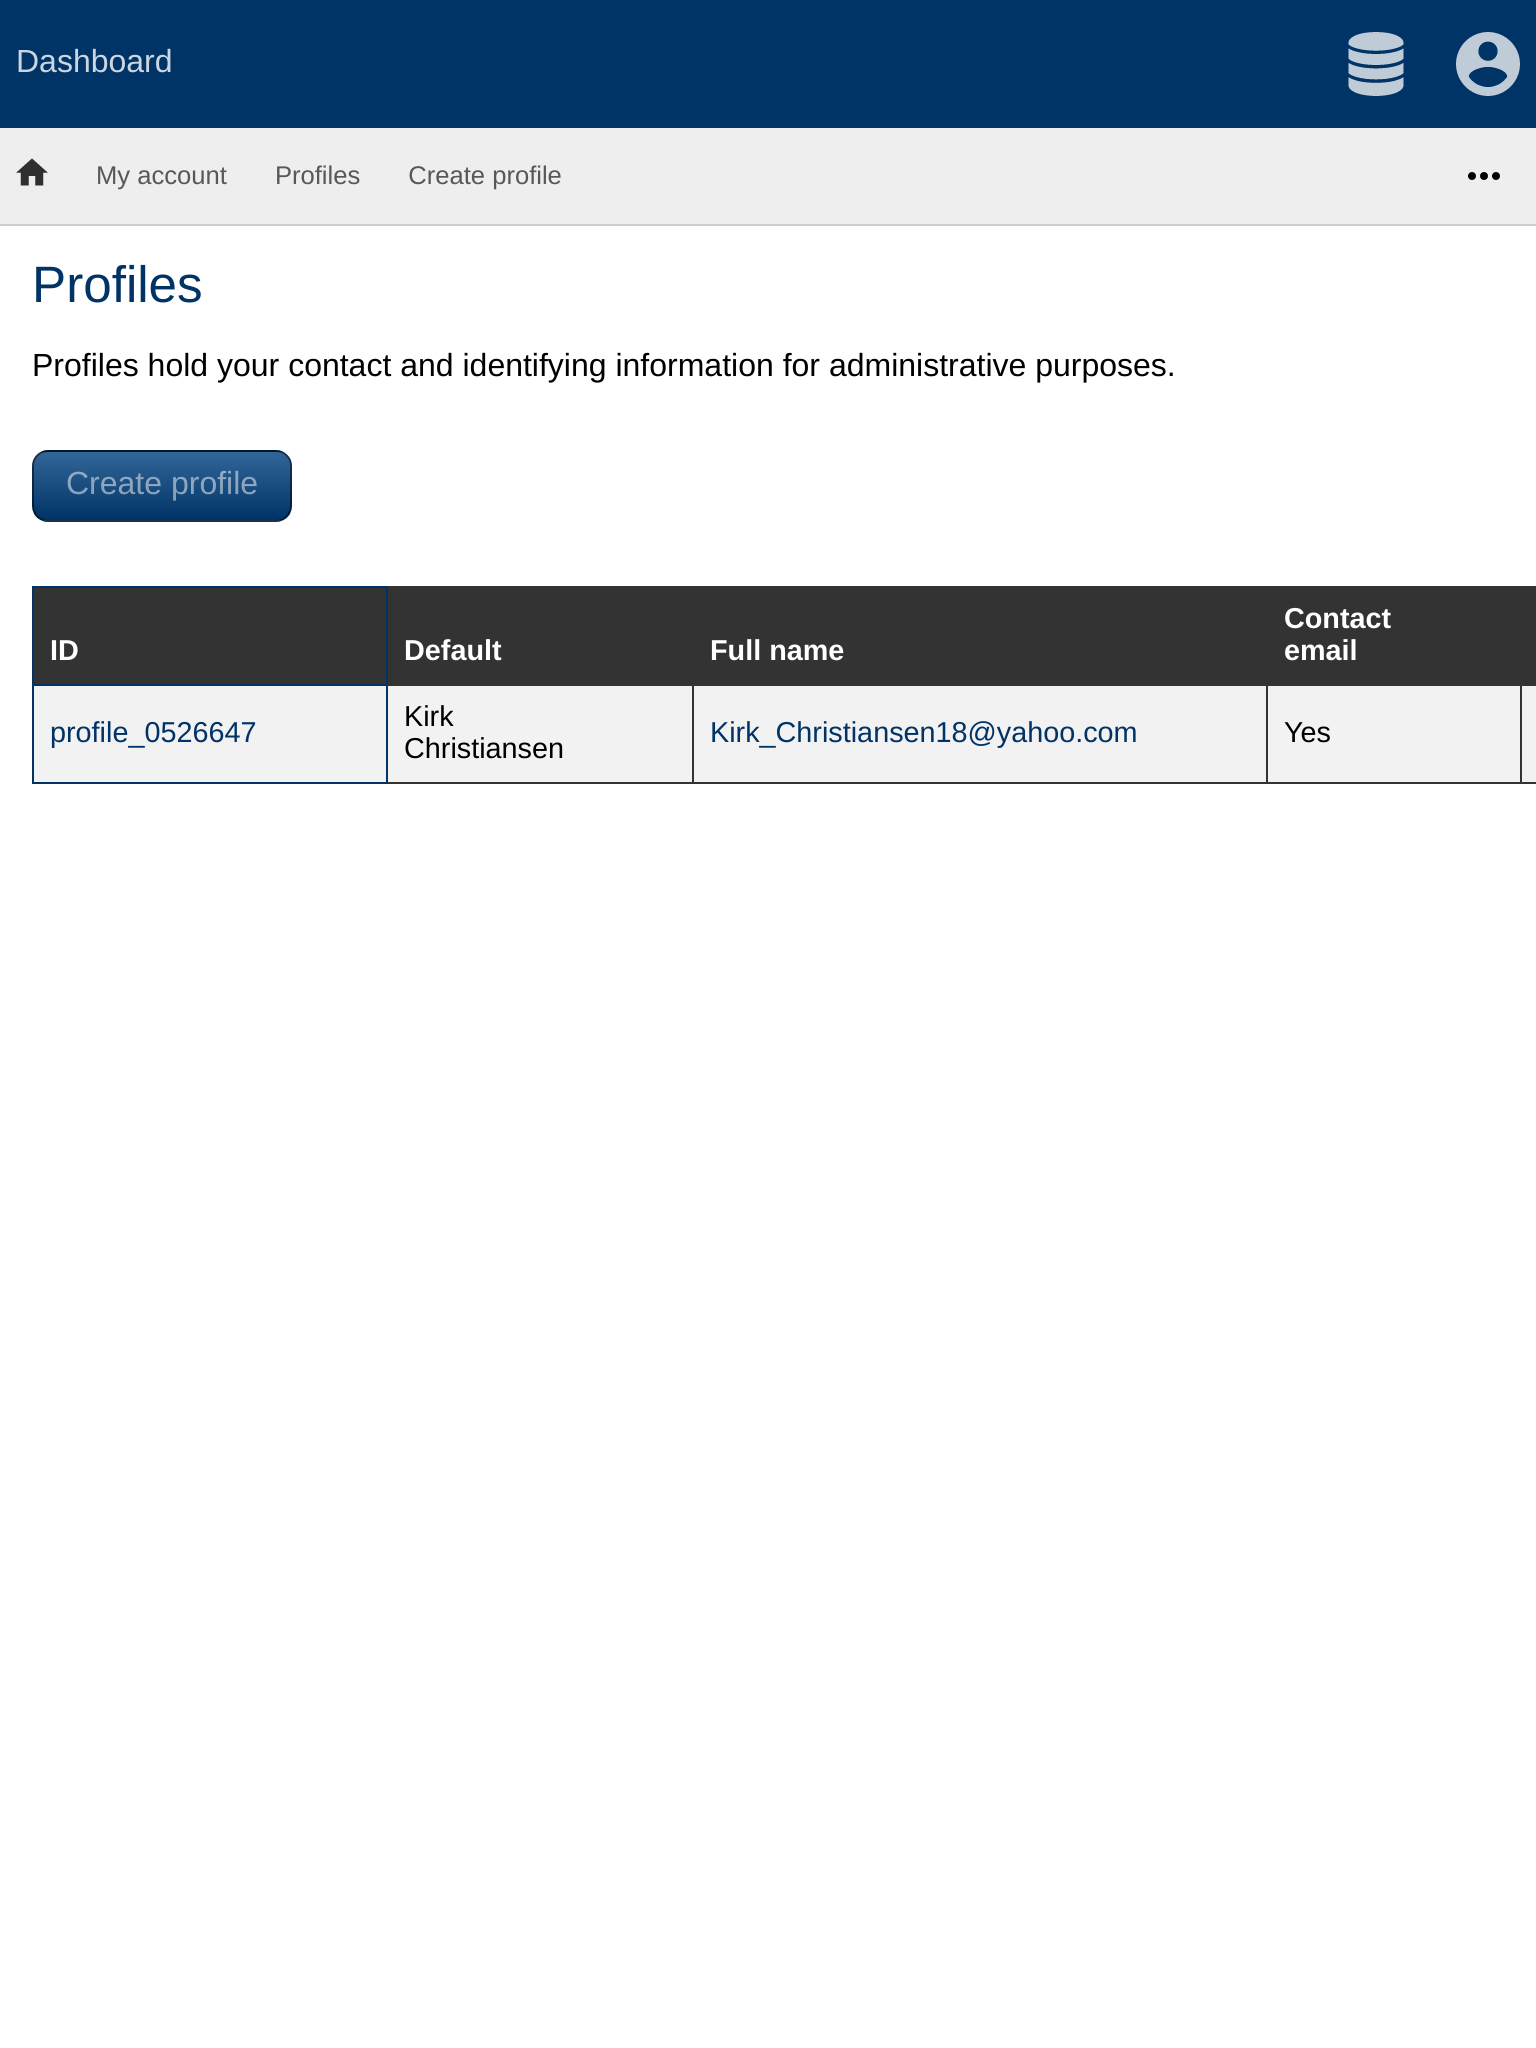 Dashboard
My account Profiles Create profile
Profiles
Profiles hold your contact and identifying information for administrative purposes.
Create profile
ID Default Full name Contact email
profile_0526647 Kirk Christiansen Kirk_Christiansen18@yahoo.com Yes